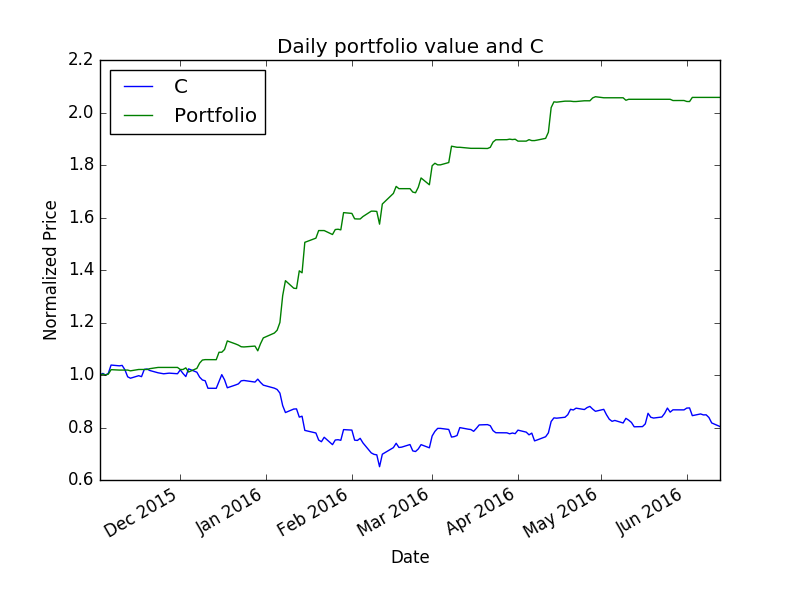 Daily portfolio value and C
2.2
2.0
1.8
1.6
1.4
1.2
1.0
0.8
0.6
Normalized Price
C
Portfolio
Dec 2015
Jan 2016
Feb 2016
Mar 2016
Apr 2016
May 2016
Jun 2016
Date